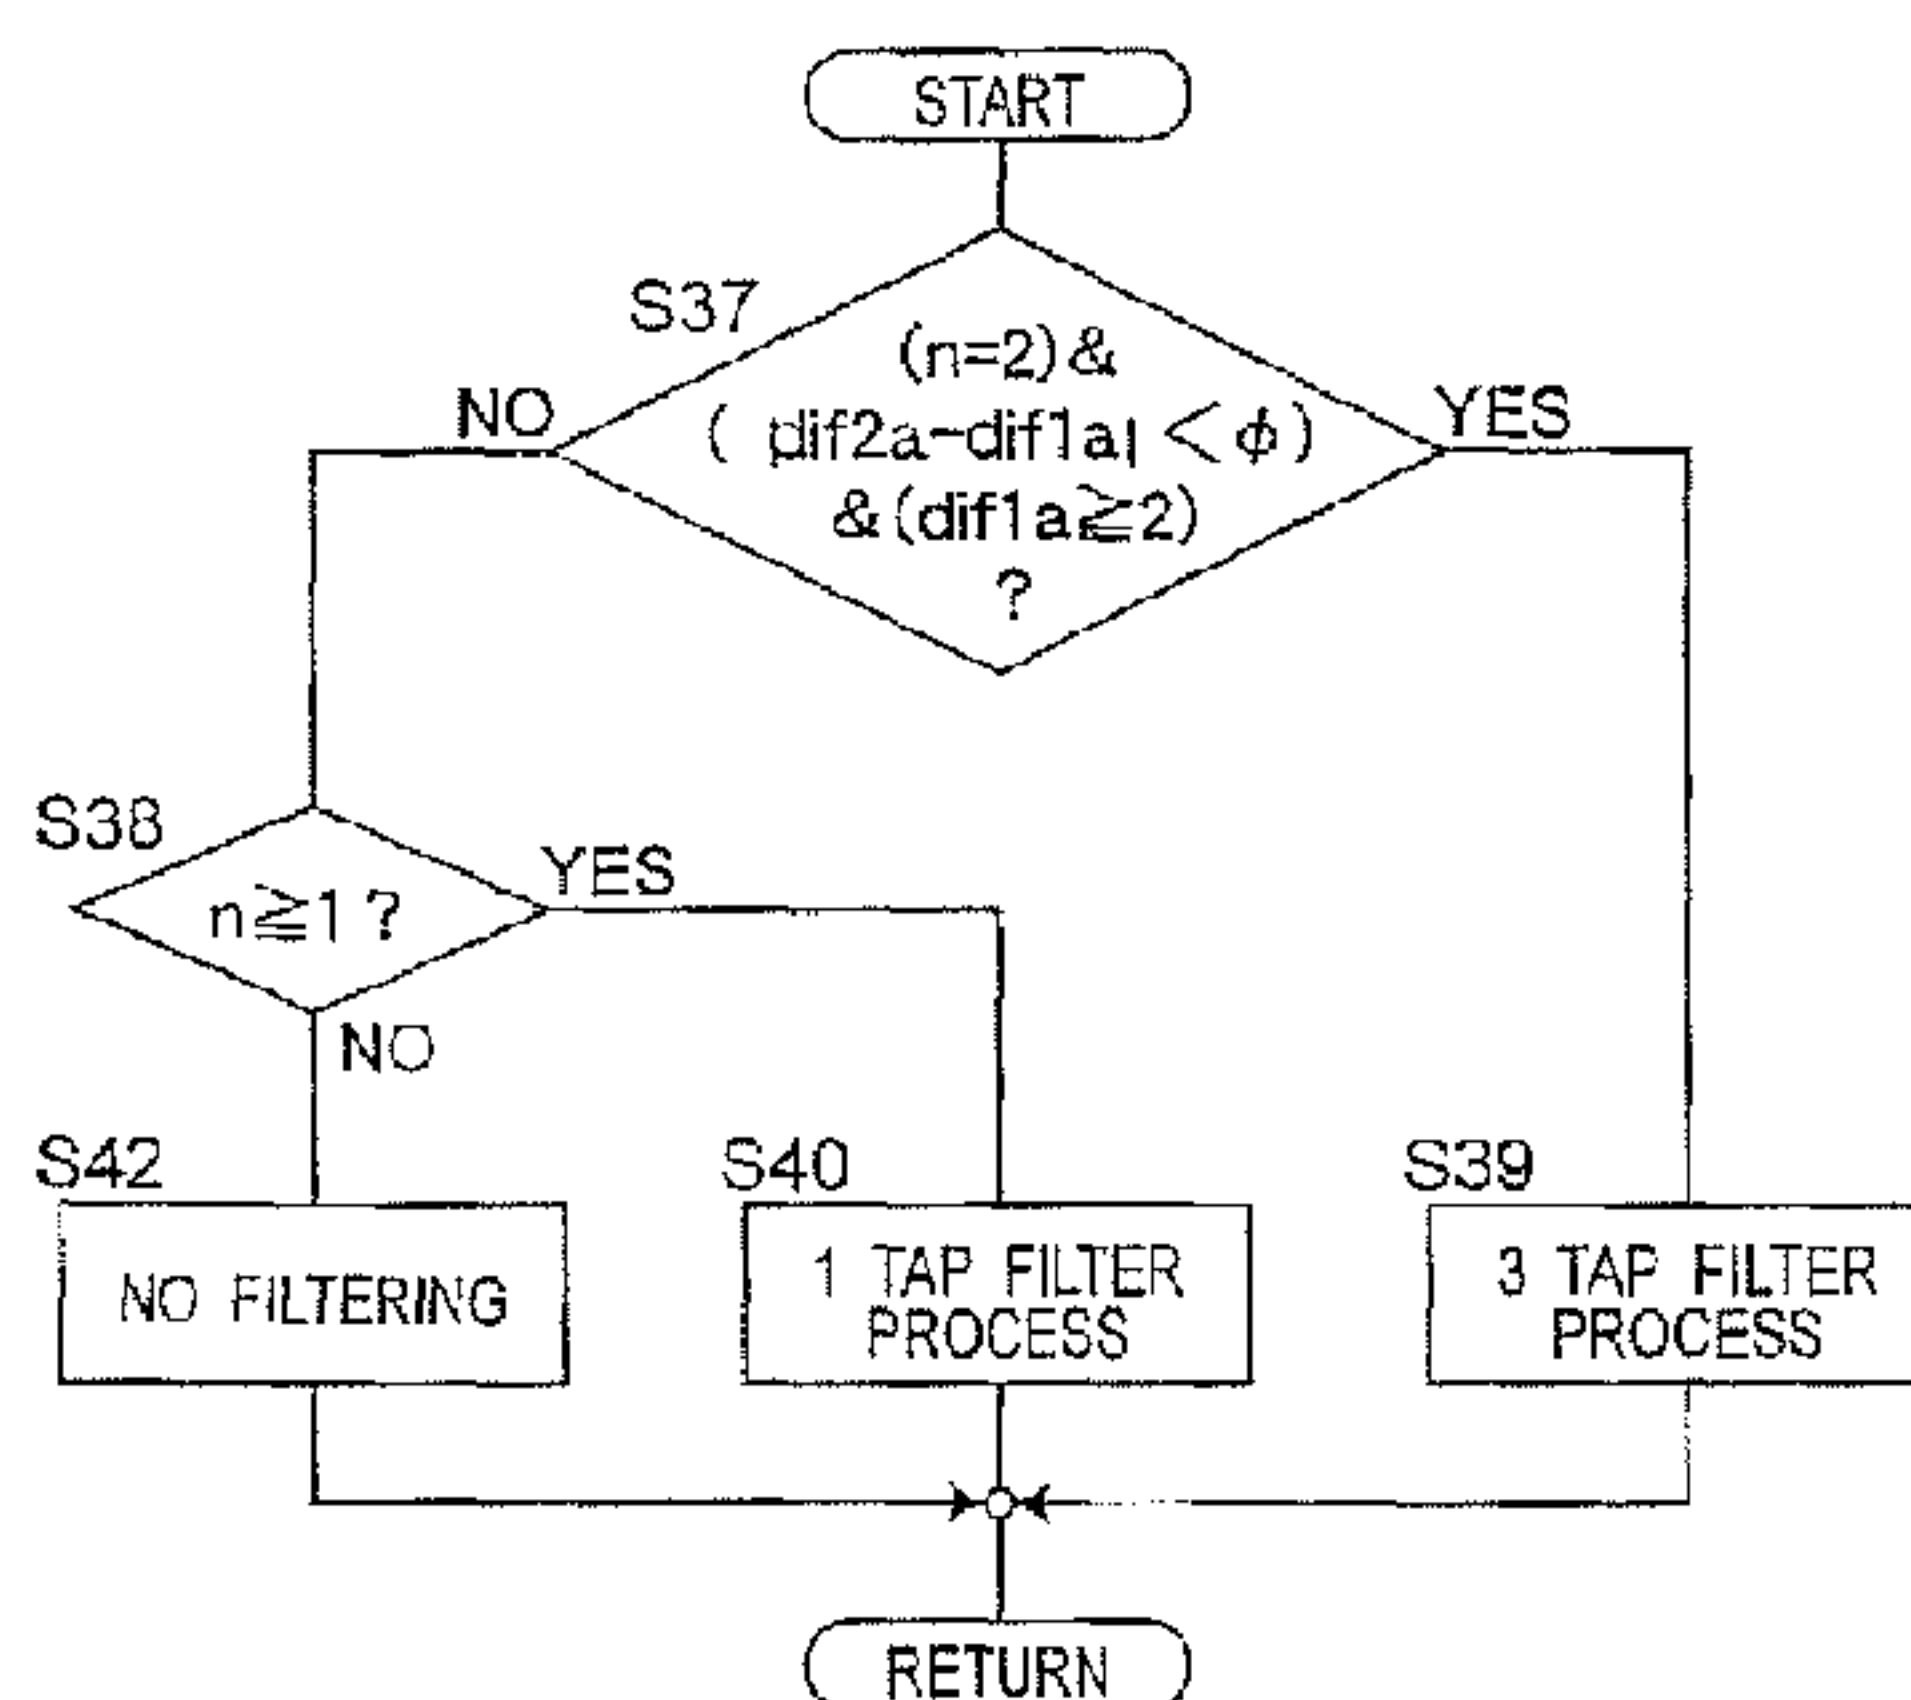 START
S37
(n=2)&
( |dif2a-dif1a| < φ)
&(dif1a≧2)
?
NO
YES
S38
n≧1?
YES
NO
S42
S40
S39
NO FILTERING
1 TAP FILTER
PROCESS
3 TAP FILTER
PROCESS
RETURN